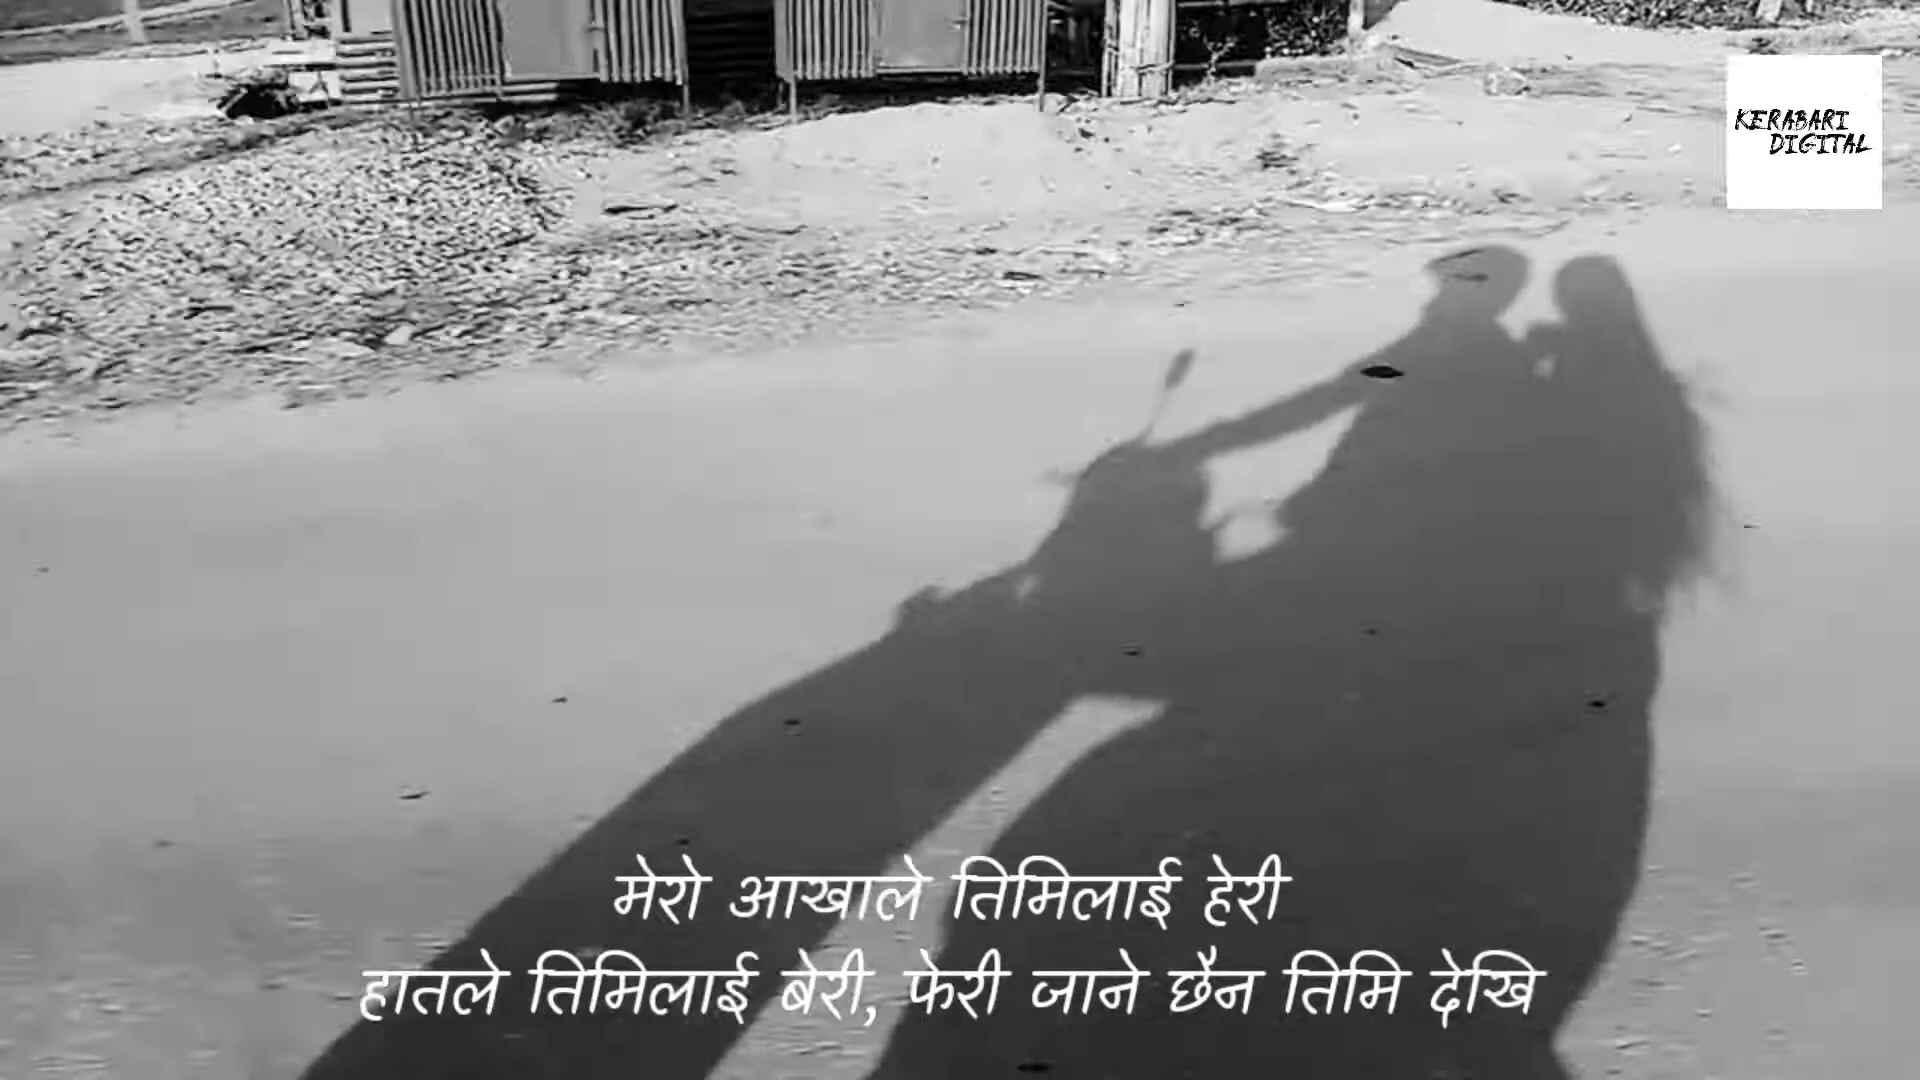 KERABARI
DIGITAL
मेरो आखाले तिमिलाई हेरी
हातले तिमिलाई बेरी, फेरी जाने छैन तिमि देखि